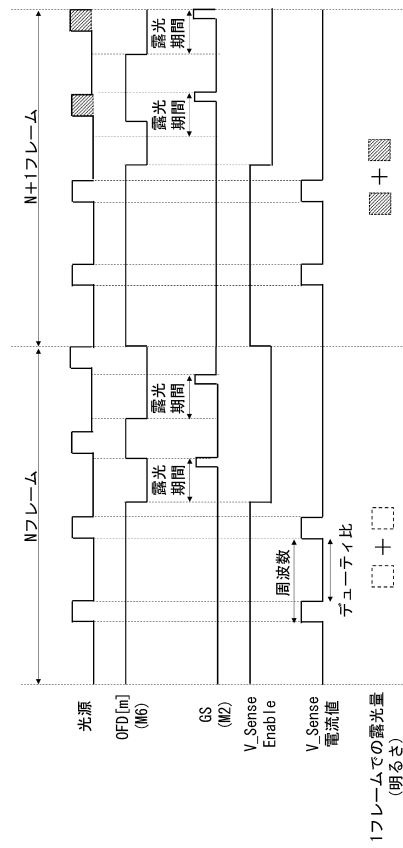 Nフレーム
N+1フレーム
光源
OFD[m]
(M6)
露光
期間
露光
期間
露光
期間
露光
期間
GS
(M2)
V_Sense
Enable
周波数
V_Sense
電流値
デューティ比
1フレームでの露光量
(明るさ)
+
+